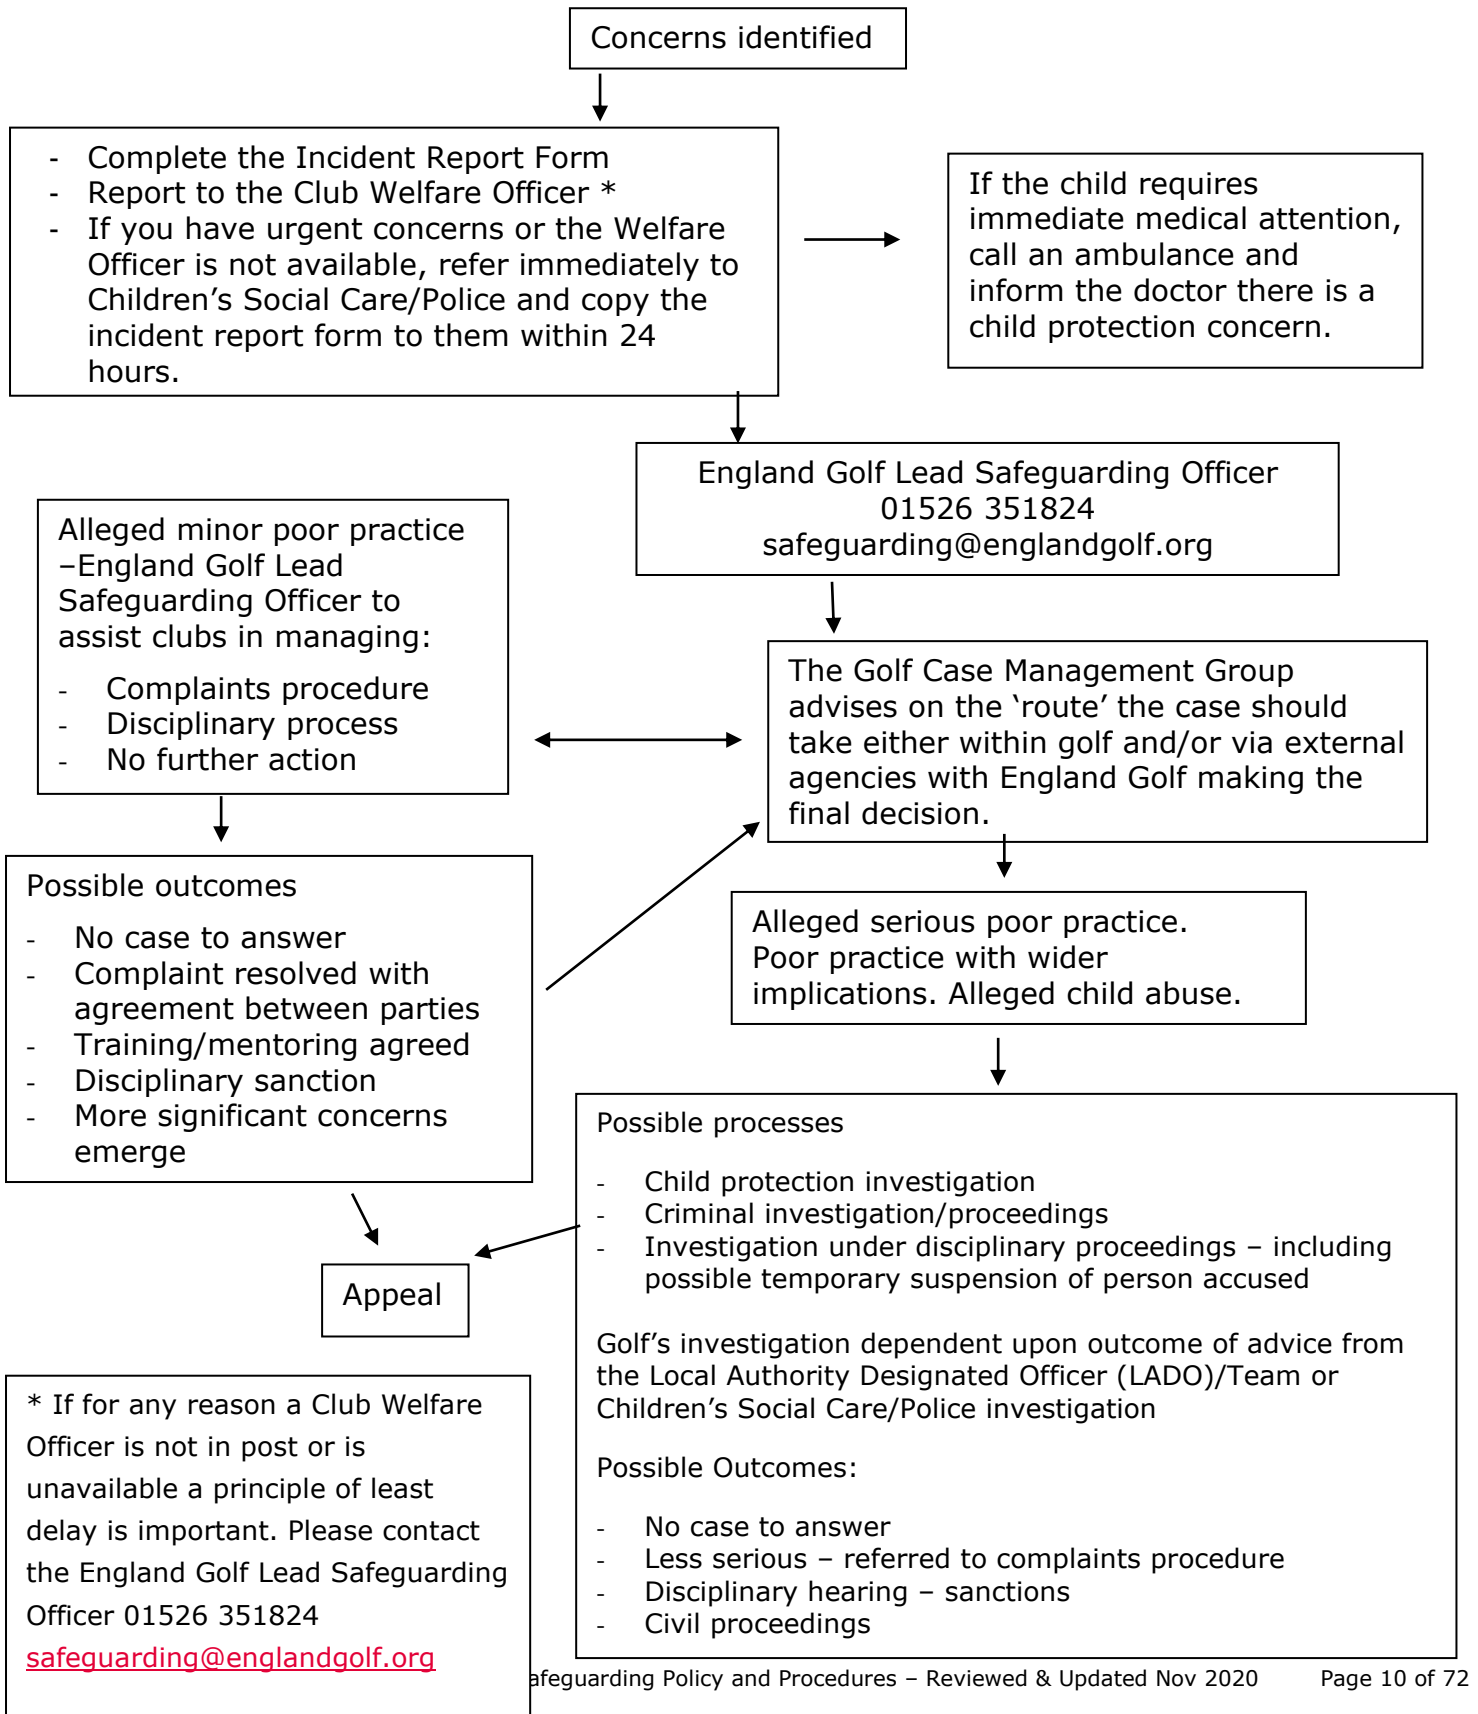 Concerns identified
- Complete the Incident Report Form
- Report to the Club Welfare Officer *
- If you have urgent concerns or the Welfare
Officer is not available, refer immediately to
Children’s Social Care/Police and copy the
incident report form to them within 24
hours.
If the child requires
immediate medical attention,
call an ambulance and
inform the doctor there is a
child protection concern.
England Golf Lead Safeguarding Officer
01526 351824
safeguarding@englandgolf.org
Alleged minor poor practice
–England Golf Lead
Safeguarding Officer to
assist clubs in managing:
- Complaints procedure
- Disciplinary process
- No further action
The Golf Case Management Group
advises on the ‘route’ the case should
take either within golf and/or via external
agencies with England Golf making the
final decision.
Possible outcomes
- No case to answer
- Complaint resolved with
agreement between parties
- Training/mentoring agreed
- Disciplinary sanction
- More significant concerns
emerge
Alleged serious poor practice.
Poor practice with wider
implications. Alleged child abuse.
Possible processes
- Child protection investigation
- Criminal investigation/proceedings
- Investigation under disciplinary proceedings – including
possible temporary suspension of person accused
Golf’s investigation dependent upon outcome of advice from
the Local Authority Designated Officer (LADO)/Team or
Children’s Social Care/Police investigation
Possible Outcomes:
- No case to answer
- Less serious – referred to complaints procedure
- Disciplinary hearing – sanctions
- Civil proceedings
Appeal
* If for any reason a Club Welfare
Officer is not in post or is
unavailable a principle of least
delay is important. Please contact
the England Golf Lead Safeguarding
Officer 01526 351824
safeguarding@englandgolf.org
afeguarding Policy and Procedures – Reviewed & Updated Nov 2020 Page 10 of 72